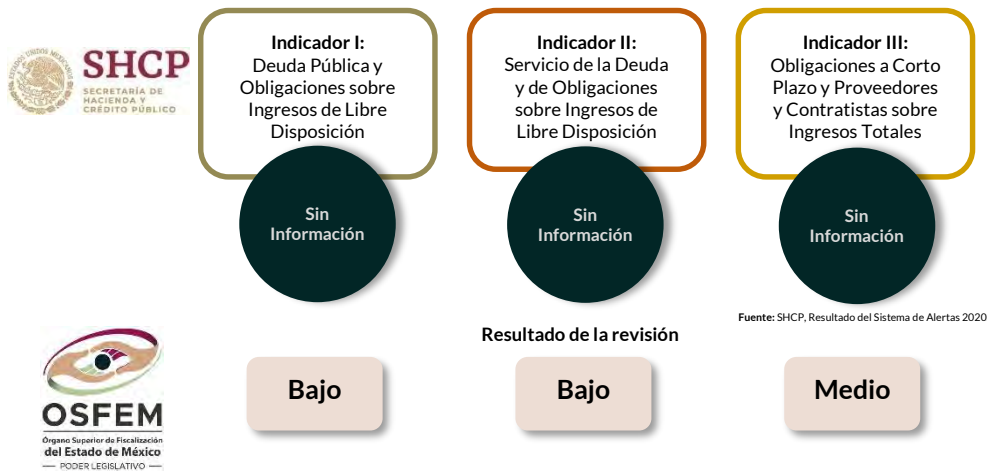 ESTADOS UNIDOS MEXICANOS
SHCP
SECRETARÍA DE
HACIENDA Y
CRÉDITO PÚBLICO
Indicador I:
Deuda Pública y
Obligaciones sobre
Ingresos de Libre
Disposición
Sin
Información
Indicador II:
Servicio de la Deuda
y de Obligaciones
sobre Ingresos de
Libre Disposición
Sin
Información
Indicador III:
Obligaciones a Corto
Plazo y Proveedores
y Contratistas sobre
Ingresos Totales
Sin
Información
Fuente: SHCP, Resultado del Sistema de Alertas 2020
Resultado de la revisión
OSFEM
Órgano Superior de Fiscalización
del Estado de México
PODER LEGISLATIVO
Bajo
Bajo
Medio